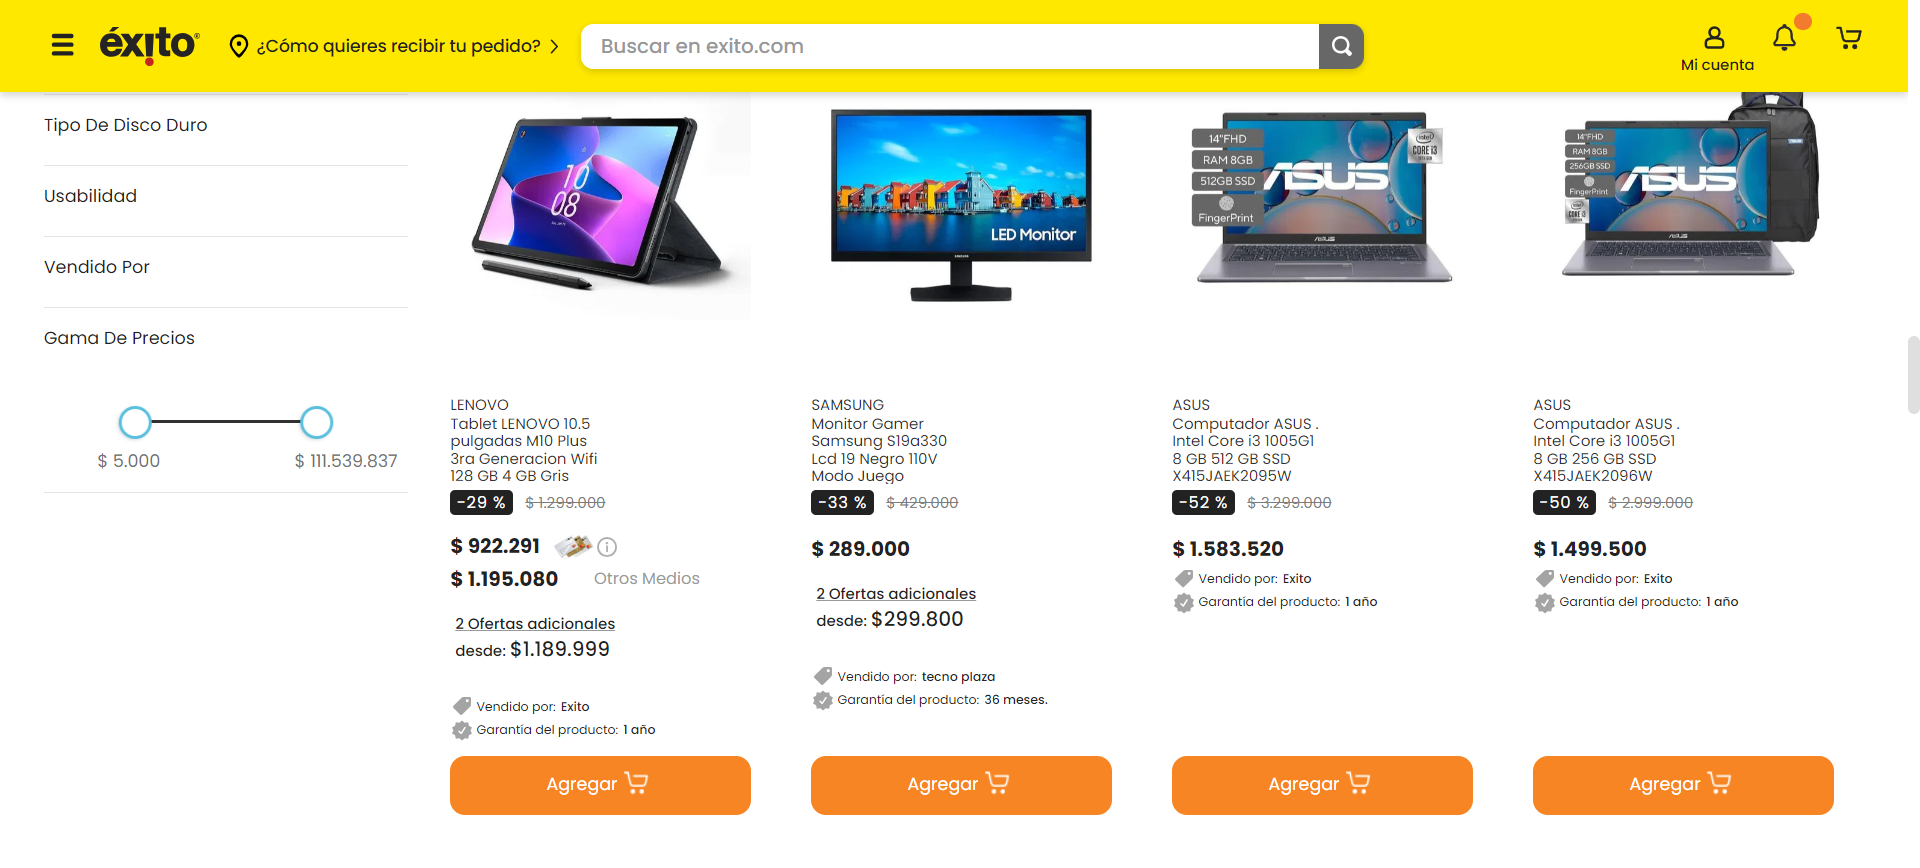 éxito
¿Cómo quieres recibir tu pedido?
Buscar en exito.com
Mi cuenta
Tipo De Disco Duro
Usabilidad
Vendido Por
Gama De Precios
$ 5.000
$ 111.539.837
10
08
LENOVO
Tablet LENOVO 10.5
pulgadas M10 Plus
3ra Generacion Wifi
128 GB 4 GB Gris
-29 % $ 1.299.000
$ 922.291
$ 1.195.080 Otros Medios
2 Ofertas adicionales
desde: $1.189.999
Vendido por: Exito
Garantía del producto: 1 año
Agregar
LED Monitor
SAMSUNG
SAMSUNG
Monitor Gamer
Samsung S19a330
Lcd 19 Negro 110V
Modo Juego
-33 % $ 429.000
$ 289.000
2 Ofertas adicionales
desde: $299.800
Vendido por: tecno plaza
Garantía del producto: 36 meses.
Agregar
14"FHD
RAM 8GB
512GB SSD
FingerPrint
intel
CORE i3
ASUS
ASUS
ASUS
Computador ASUS .
Intel Core i3 1005G1
8 GB 512 GB SSD
X415JAEK2095W
-52 % $ 3.299.000
$ 1.583.520
Vendido por: Exito
Garantía del producto: 1 año
Agregar
14"FHD
RAM 8GB
256GB SSD
FingerPrint
intel
CORE i3
ASUS
ASUS
ASUS
Computador ASUS .
Intel Core i3 1005G1
8 GB 256 GB SSD
X415JAEK2096W
-50 % $ 2.999.000
$ 1.499.500
Vendido por: Exito
Garantía del producto: 1 año
Agregar